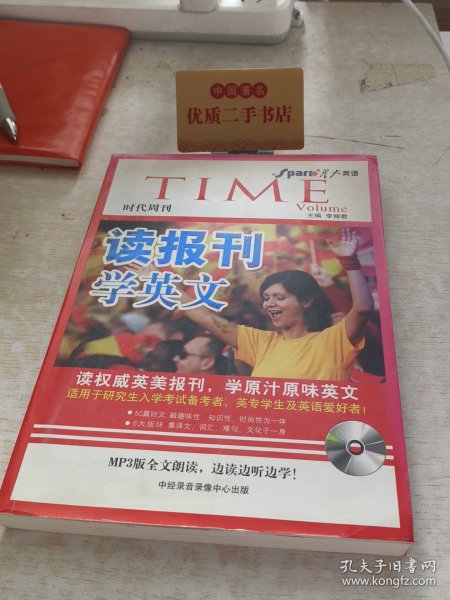 中国著名
优质二手书店
Spark 星火英语
TIME
时代周刊
Volume
主编 李丽君
读报刊
学英文
读权威英美报刊，学原汁原味英文
适用于研究生入学考试备考者、英专学生及英语爱好者！
●60篇时文 融趣味性、知识性、时尚性为一体
●6大版块 集译文、词汇、难句、文化于一身
MP3版全文朗读，边读边听边学！
中经录音录像中心出版
孔夫子旧书网
www.kongfz.com